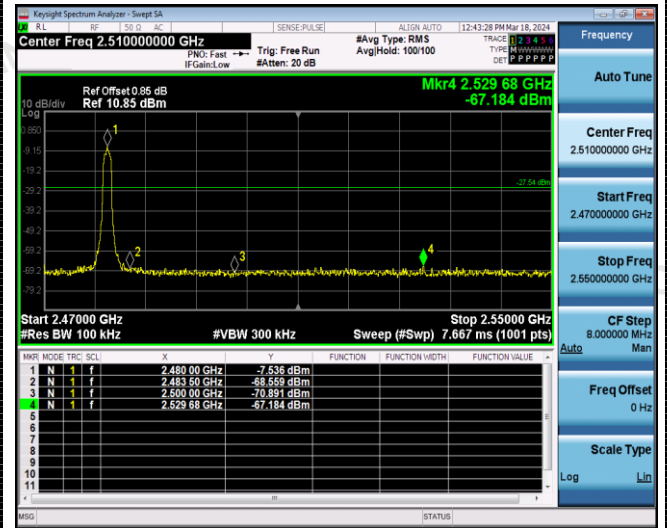 Keysight Spectrum Analyzer - Swept SA
RL RF 50 Ω AC SENSE:PULSE ALIGN AUTO 12:43:28 PM Mar 18, 2024
Center Freq 2.510000000 GHz
PNO: Fast
IFGain:Low
Trig: Free Run
#Atten: 20 dB
#Avg Type: RMS
Avg|Hold: 100/100
TRACE 1 2 3 4 5 6
TYPE M WWWWW
DET P P P P P P
Frequency
Auto Tune
Center Freq
2.510000000 GHz
Start Freq
2.470000000 GHz
Stop Freq
2.550000000 GHz
CF Step
8.000000 MHz
Auto Man
Freq Offset
0 Hz
Scale Type
Log Lin
Mkr4 2.529 68 GHz
-67.184 dBm
Ref Offset 0.85 dB
10 dB/div Ref 10.85 dBm
Log
0.850
-9.15
-19.2
-29.2
-39.2
-49.2
-59.2
-69.2
-79.2
1
2
3
4
-27.54 dBm
Start 2.47000 GHz Stop 2.55000 GHz
#Res BW 100 kHz #VBW 300 kHz Sweep (#Swp) 7.667 ms (1001 pts)
MKR MODE TRC SCL X Y FUNCTION FUNCTION WIDTH FUNCTION VALUE
1 N 1 f 2.480 00 GHz -7.536 dBm
2 N 1 f 2.483 50 GHz -68.559 dBm
3 N 1 f 2.500 00 GHz -70.891 dBm
4 N 1 f 2.529 68 GHz -67.184 dBm
5
6
7
8
9
10
11
MSG STATUS